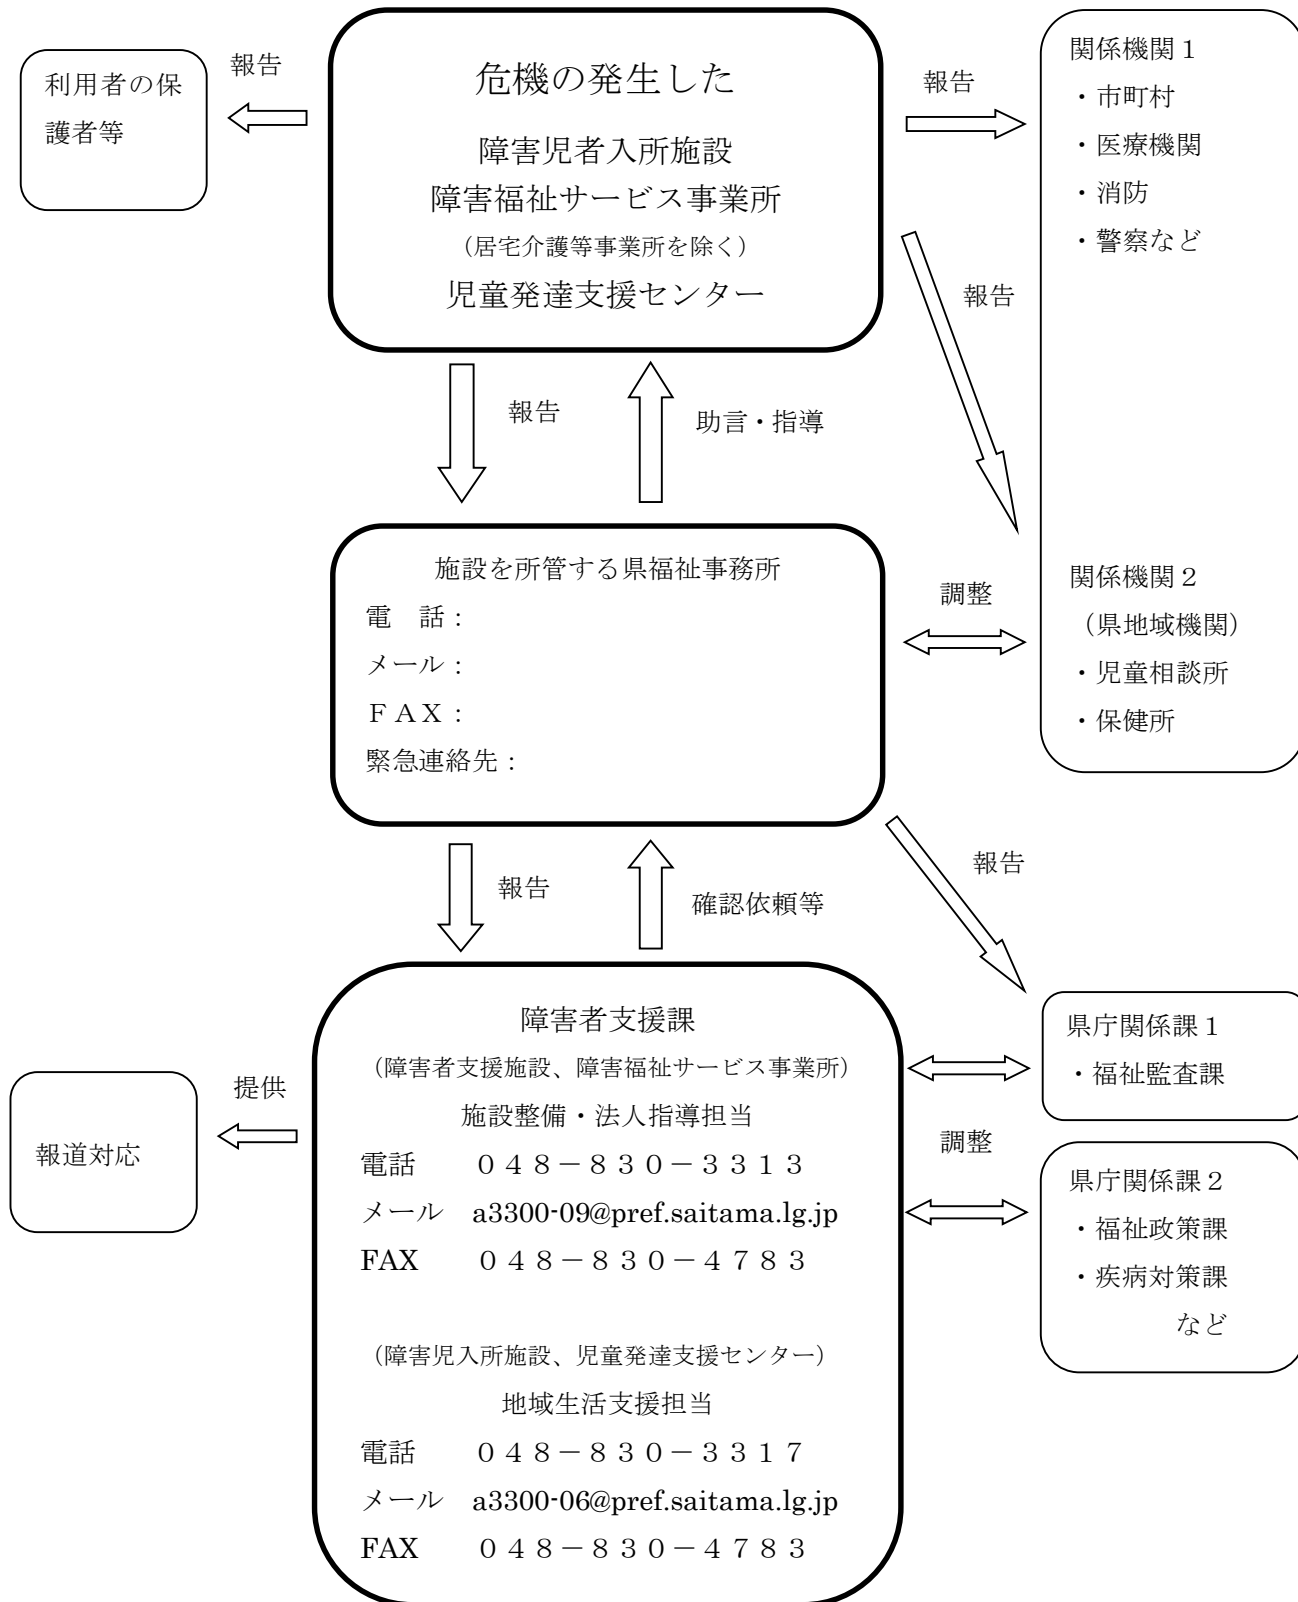 利用者の保
護者等
報告
危機の発生した
障害児者入所施設
障害福祉サービス事業所
（居宅介護等事業所を除く）
児童発達支援センター
報告
関係機関１
・市町村
・医療機関
・消防
・警察など
報告
報告
助言・指導
施設を所管する県福祉事務所
電　話：
メール：
ＦＡＸ：
緊急連絡先：
調整
関係機関２
（県地域機関）
・児童相談所
・保健所
報告
確認依頼等
報告
障害者支援課
（障害者支援施設、障害福祉サービス事業所）
施設整備・法人指導担当
電話　　０４８－８３０－３３１３
メール　a3300-09@pref.saitama.lg.jp
FAX　　０４８－８３０－４７８３
（障害児入所施設、児童発達支援センター）
地域生活支援担当
電話　　０４８－８３０－３３１７
メール　a3300-06@pref.saitama.lg.jp
FAX　　０４８－８３０－４７８３
提供
報道対応
県庁関係課１
・福祉監査課
調整
県庁関係課２
・福祉政策課
・疾病対策課
など